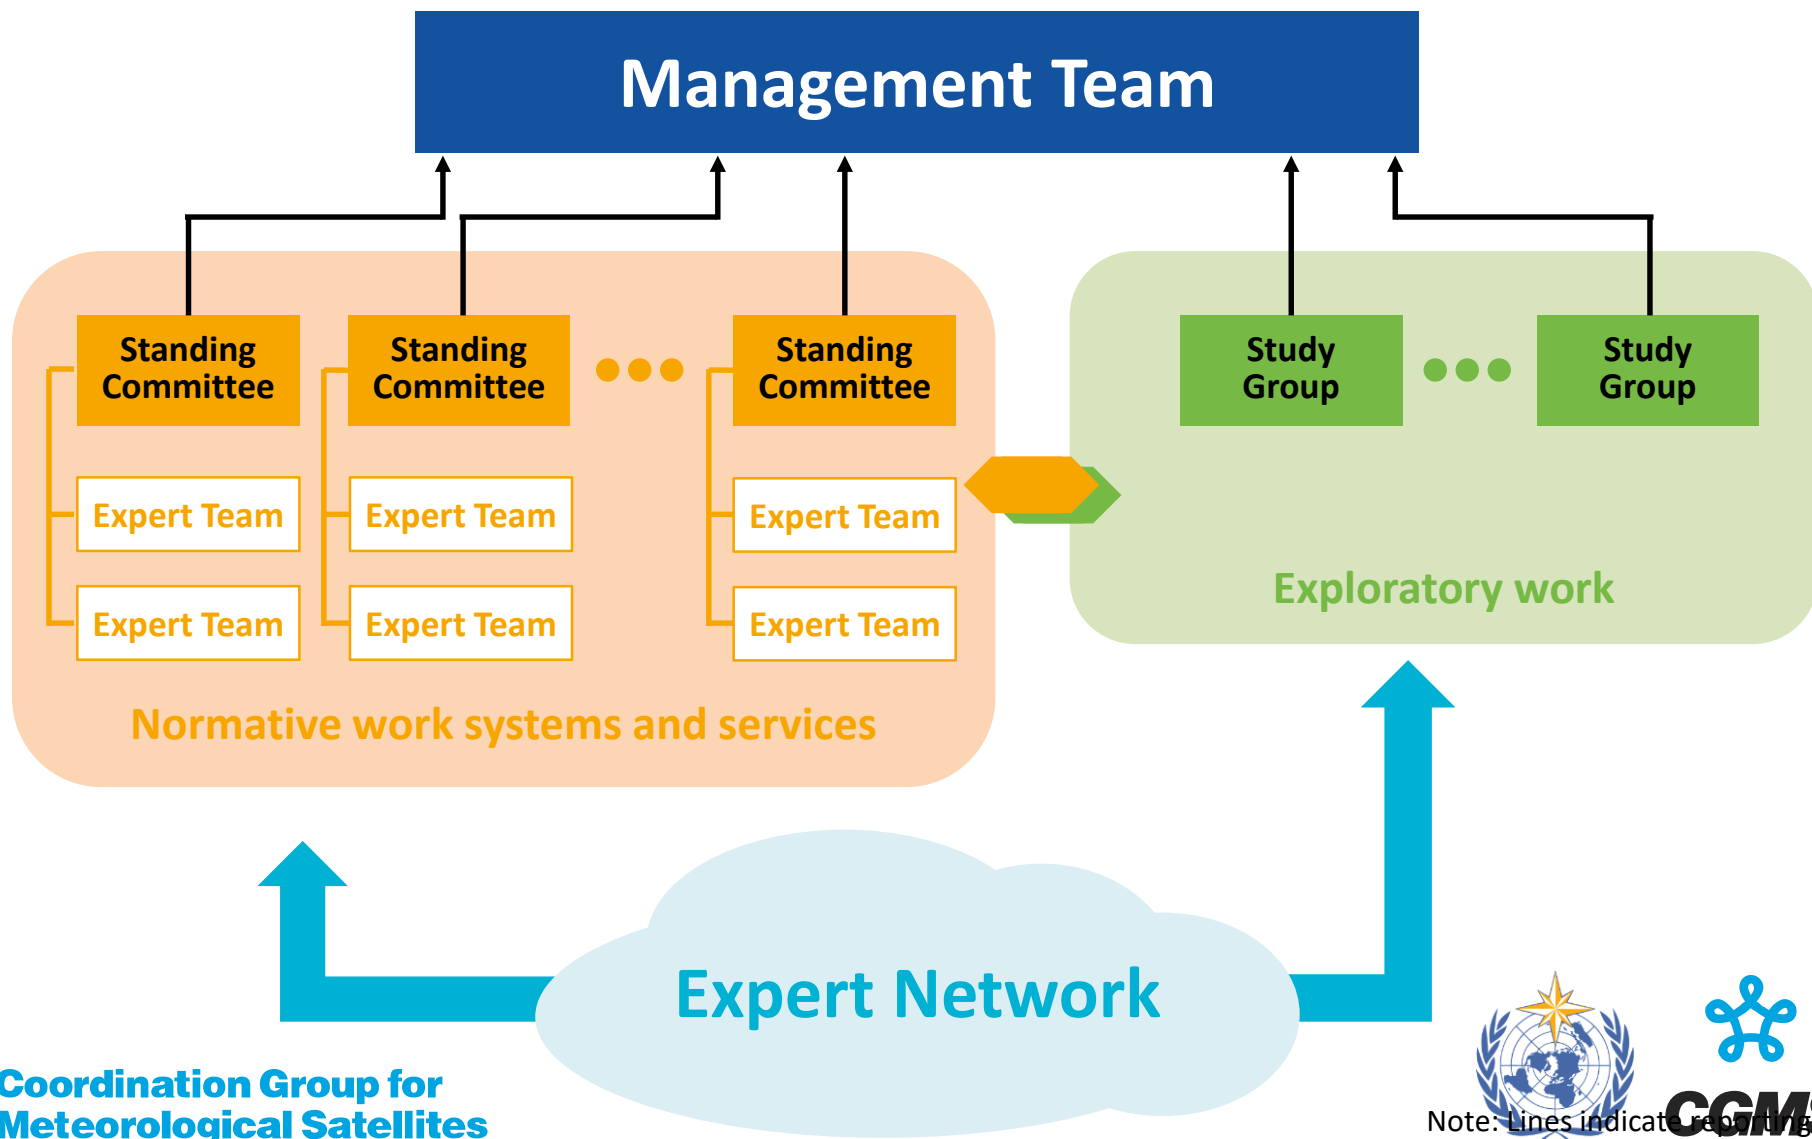 Management Team
Standing
Committee
Standing
Committee
Standing
Committee
Study
Group
Study
Group
Expert Team
Expert Team
Expert Team
Expert Team
Expert Team
Expert Team
Exploratory work
Normative work systems and services
Expert Network
Coordination Group for
Meteorological Satellites
CGMS
Note: Lines indicate reporting